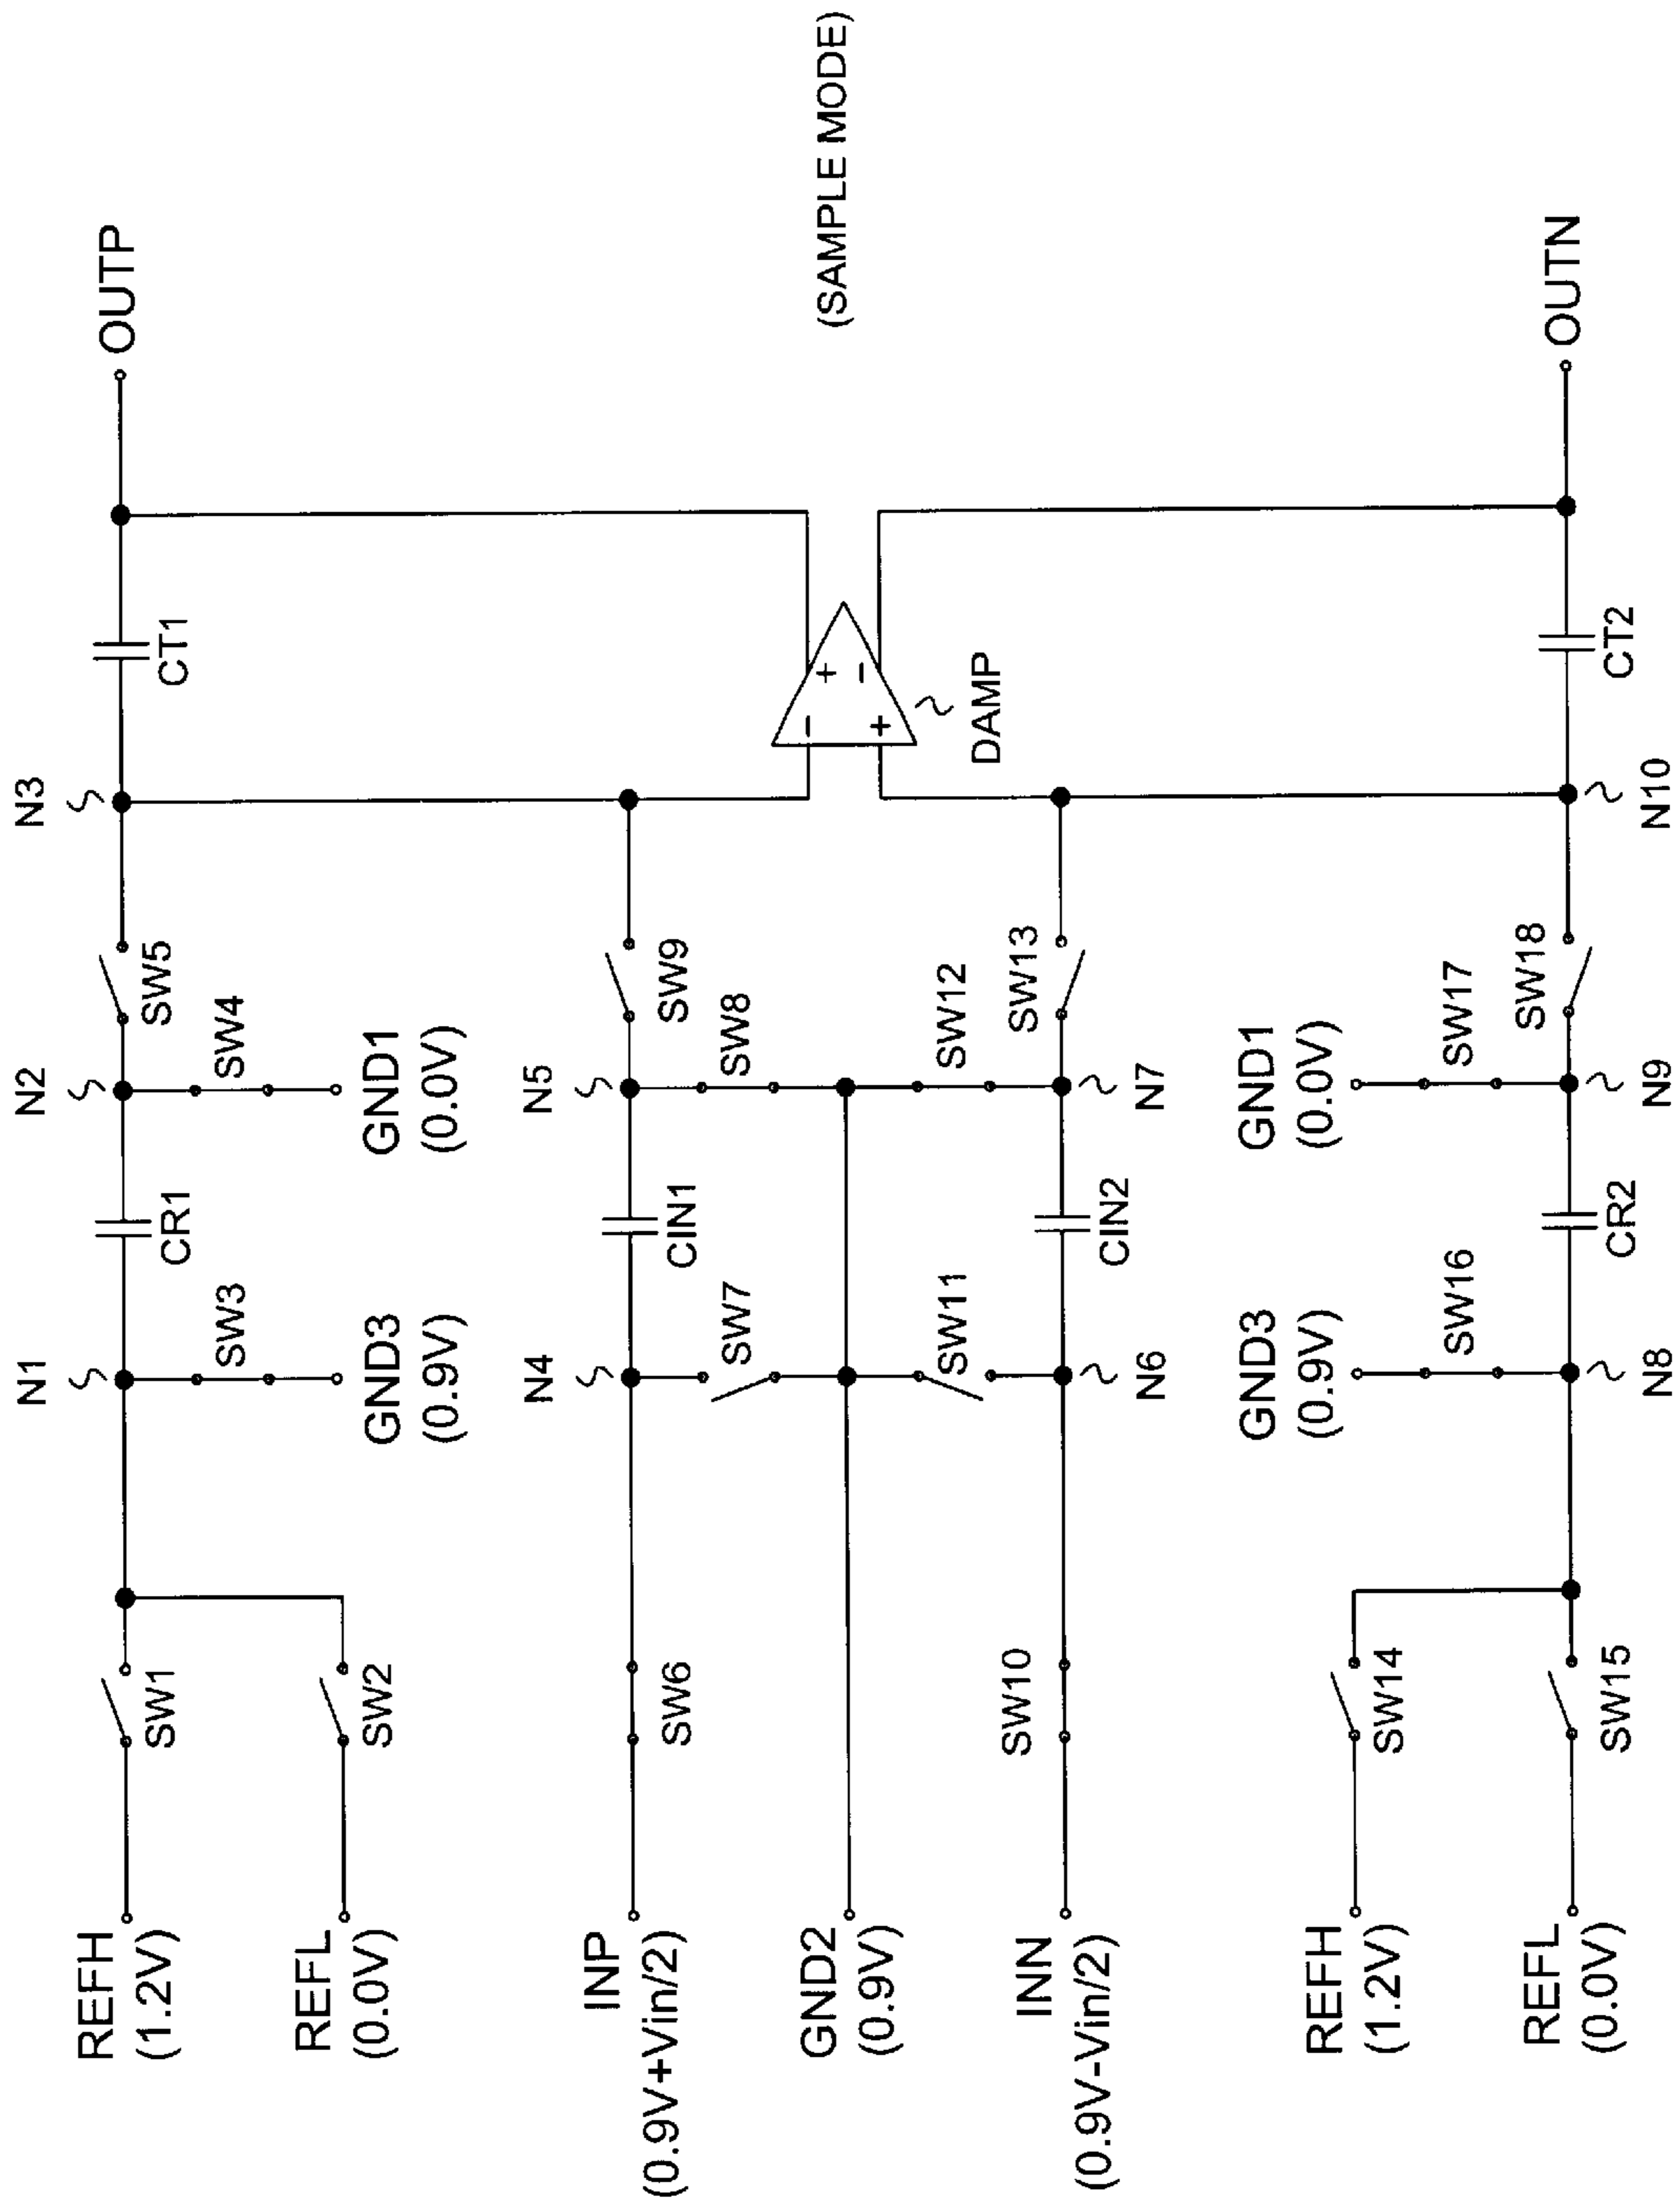 (SAMPLE MODE)
OUTP
CT1
N3
SW5
SW4
N2
GND1
(0.0V)
CR1
SW3
N1
GND3
(0.9V)
SW1
REFH
(1.2V)
SW2
REFL
(0.0V)
+
-
-
+
DAMP
SW9
SW8
N5
CIN1
SW7
N4
SW6
INP
(0.9V+Vin/2)
GND2
(0.9V)
SW13
SW12
N7
CIN2
SW11
N6
SW10
INN
(0.9V-Vin/2)
OUTN
CT2
N10
SW18
SW17
GND1
(0.0V)
N9
CR2
SW16
GND3
(0.9V)
N8
SW14
REFH
(1.2V)
SW15
REFL
(0.0V)